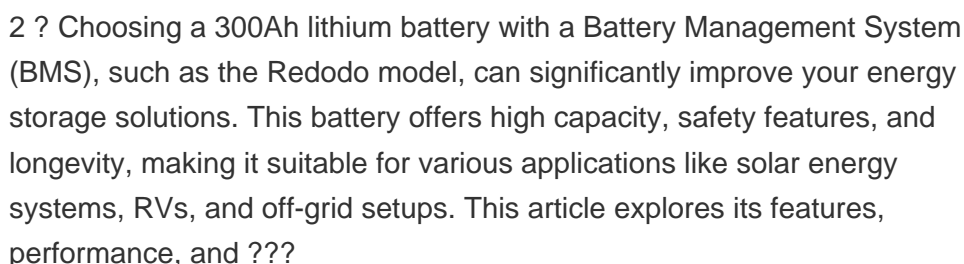 2 ? Choosing a 300Ah lithium battery with a Battery Management System
(BMS), such as the Redodo model, can significantly improve your energy
storage solutions. This battery offers high capacity, safety features, and
longevity, making it suitable for various applications like solar energy
systems, RVs, and off-grid setups. This article explores its features,
performance, and ???